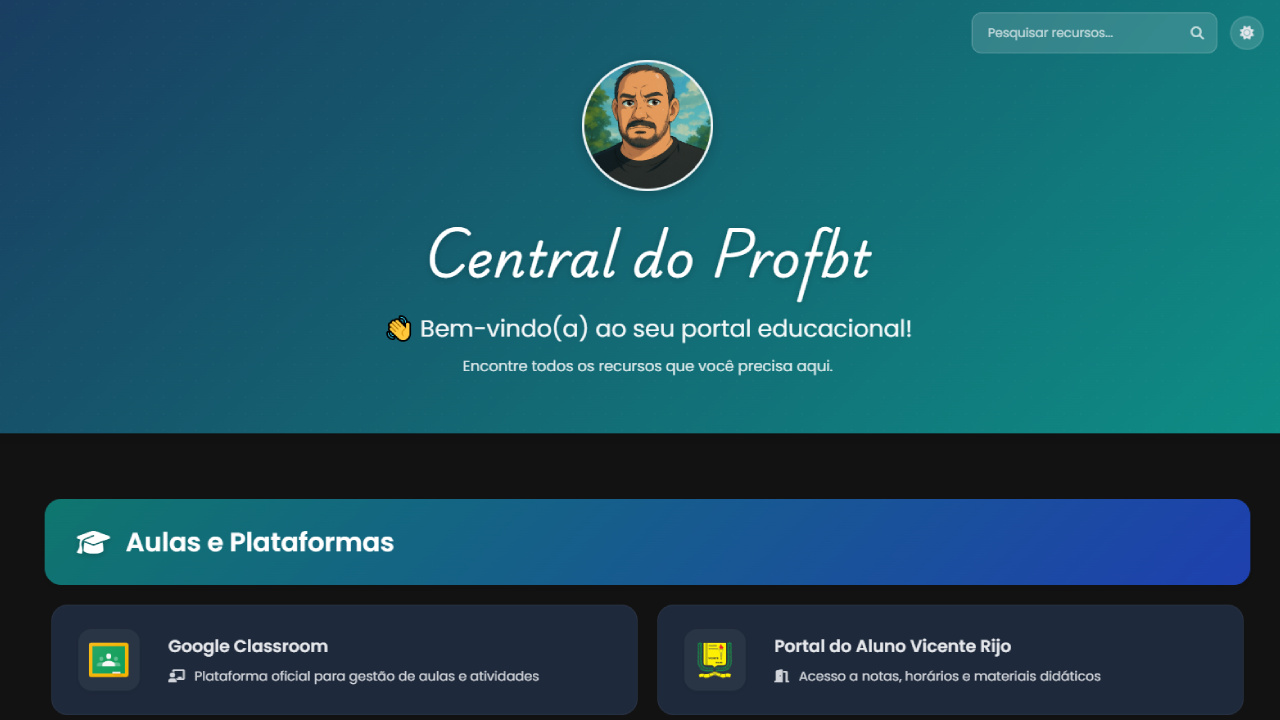 Pesquisar recursos...
Central do Profbt
👋 Bem-vindo(a) ao seu portal educacional!
Encontre todos os recursos que você precisa aqui.
Aulas e Plataformas
Google Classroom
Plataforma oficial para gestão de aulas e atividades
Portal do Aluno Vicente Rijo
Acesso a notas, horários e materiais didáticos